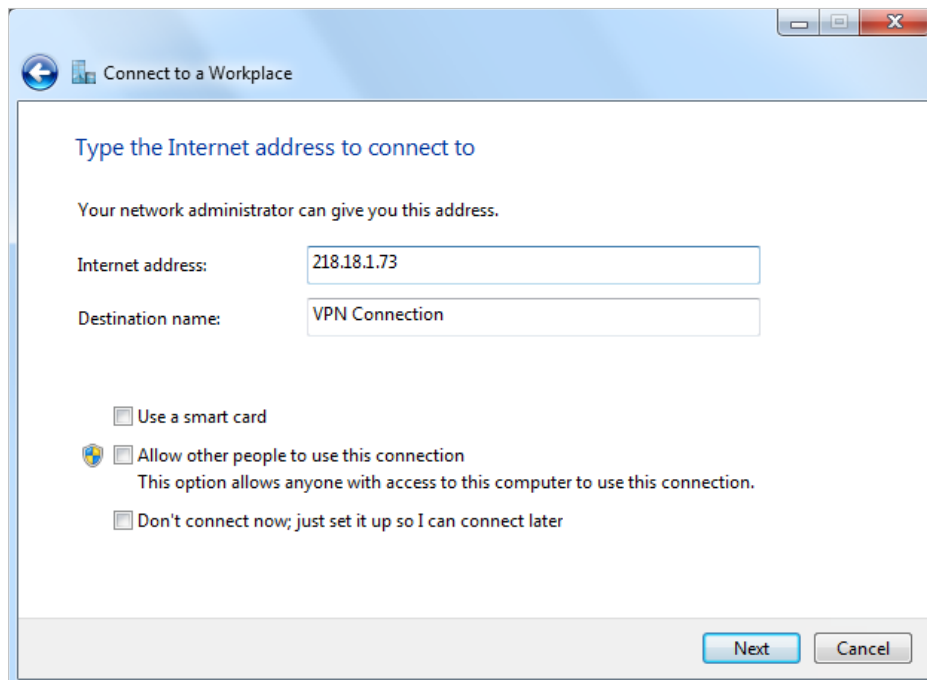 Connect to a Workplace
Type the Internet address to connect to
Your network administrator can give you this address.
Internet address: 218.18.1.73
Destination name: VPN Connection
Use a smart card
Allow other people to use this connection
This option allows anyone with access to this computer to use this connection.
Don't connect now; just set it up so I can connect later
Next Cancel